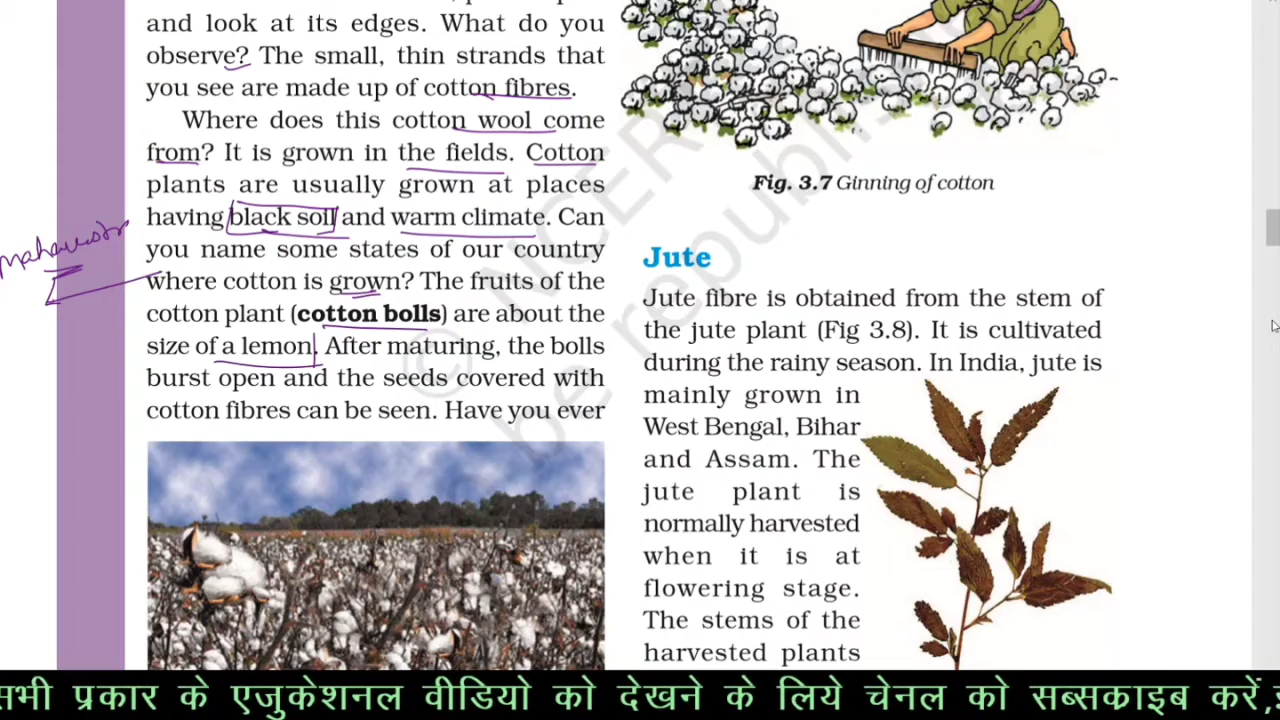 and look at its edges. What do you
observe? The small, thin strands that
you see are made up of cotton fibres.
Where does this cotton wool come
from? It is grown in the fields. Cotton
plants are usually grown at places
having black soil and warm climate. Can
you name some states of our country
where cotton is grown? The fruits of the
cotton plant (cotton bolls) are about the
size of a lemon. After maturing, the bolls
burst open and the seeds covered with
cotton fibres can be seen. Have you ever
Fig. 3.7 Ginning of cotton
Jute
Jute fibre is obtained from the stem of
the jute plant (Fig 3.8). It is cultivated
during the rainy season. In India, jute is
mainly grown in
West Bengal, Bihar
and Assam. The
jute plant is
normally harvested
when it is at
flowering stage.
The stems of the
harvested plants
© NCER
be republis
सभी प्रकार के एजुकेशनल वीडियो को देखने के लिये चेनल को सब्सक्राइब करें,